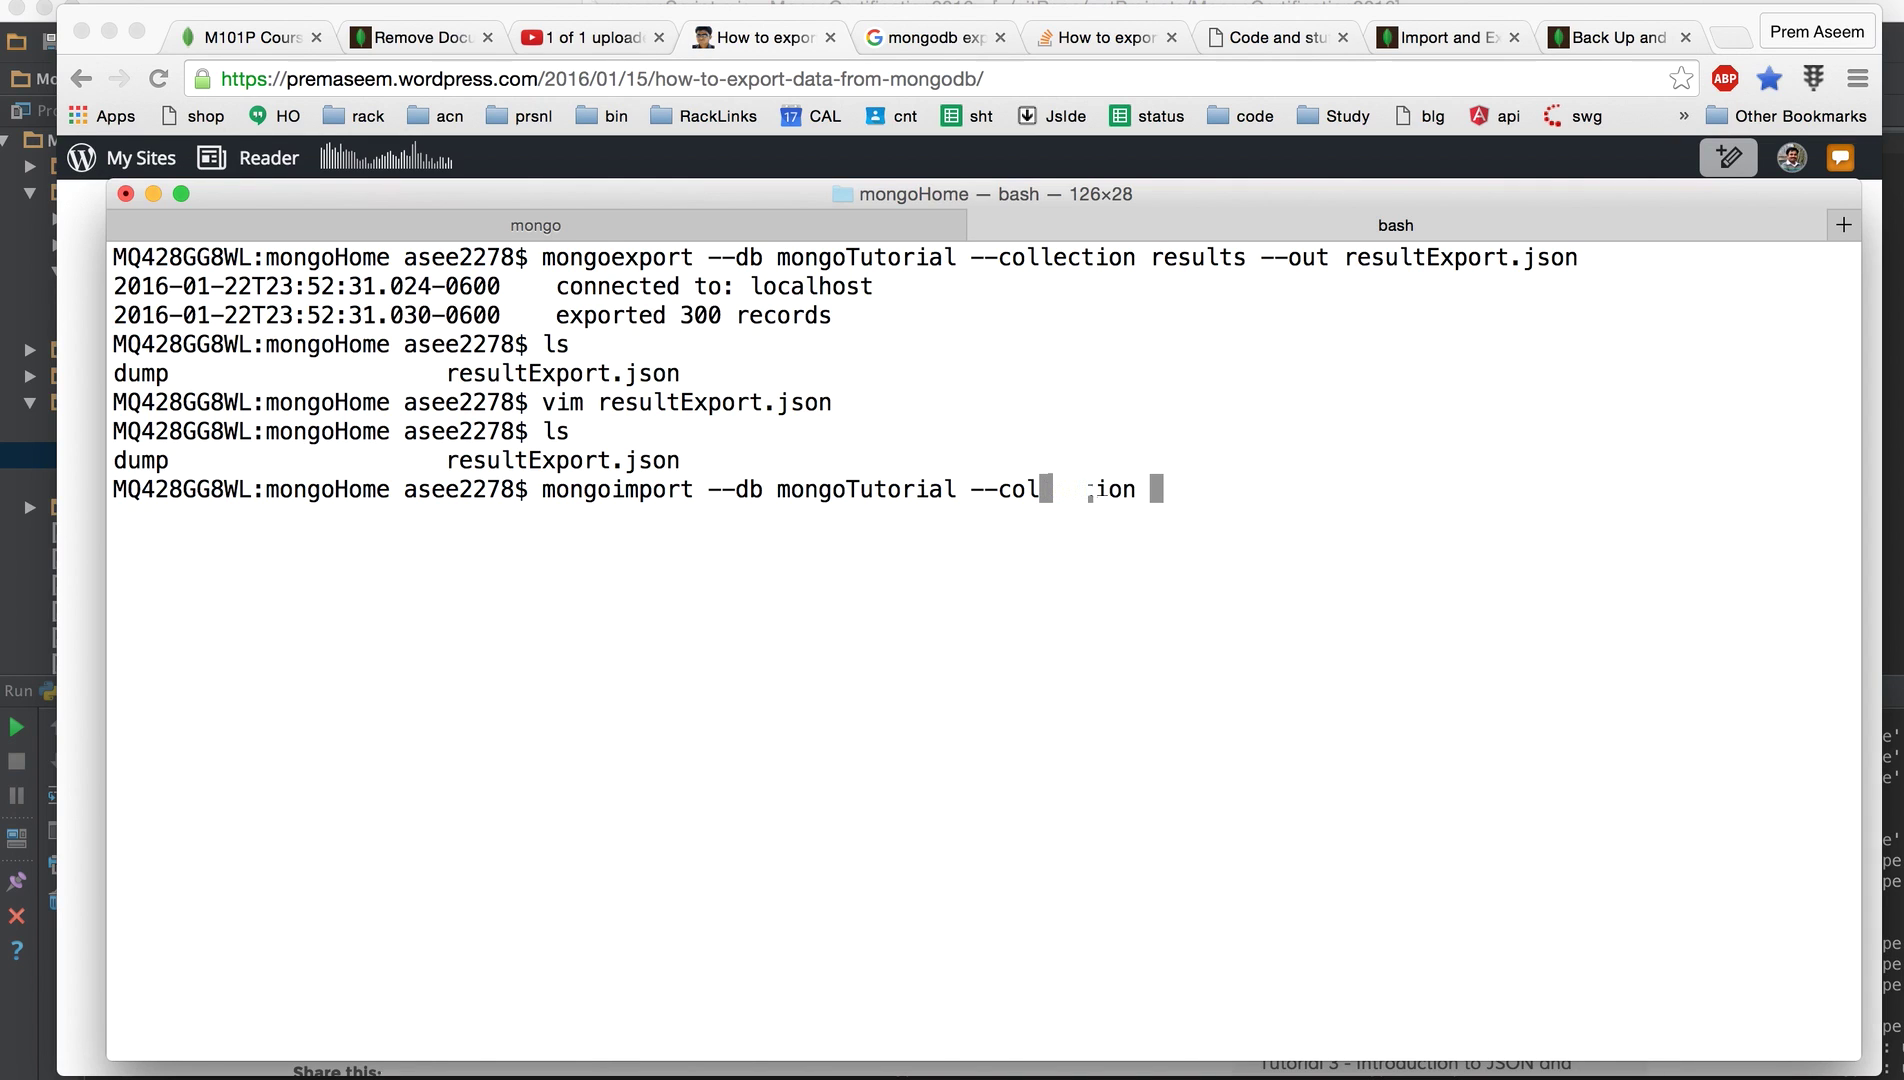 M101P Cours
Remove Docu
1 of 1 upload
How to expor
mongodb exp
How to expor
Code and stu
Import and Ex
Back Up and
Prem Aseem
https://premaseem.wordpress.com/2016/01/15/how-to-export-data-from-mongodb/
ABP
Apps
shop
HO
rack
acn
prsnl
bin
RackLinks
17 CAL
cnt
sht
JsIde
status
code
Study
blg
api
swg
»
Other Bookmarks
My Sites
Reader
mongoHome — bash — 126×28
mongo
bash
MQ428GG8WL:mongoHome asee2278$ mongoexport --db mongoTutorial --collection results --out resultExport.json
2016-01-22T23:52:31.024-0600 connected to: localhost
2016-01-22T23:52:31.030-0600 exported 300 records
MQ428GG8WL:mongoHome asee2278$ ls
dump resultExport.json
MQ428GG8WL:mongoHome asee2278$ vim resultExport.json
MQ428GG8WL:mongoHome asee2278$ ls
dump resultExport.json
MQ428GG8WL:mongoHome asee2278$ mongoimport --db mongoTutorial --col ion
Run
Share this:
Tutorial 3 - Introduction to JSON and